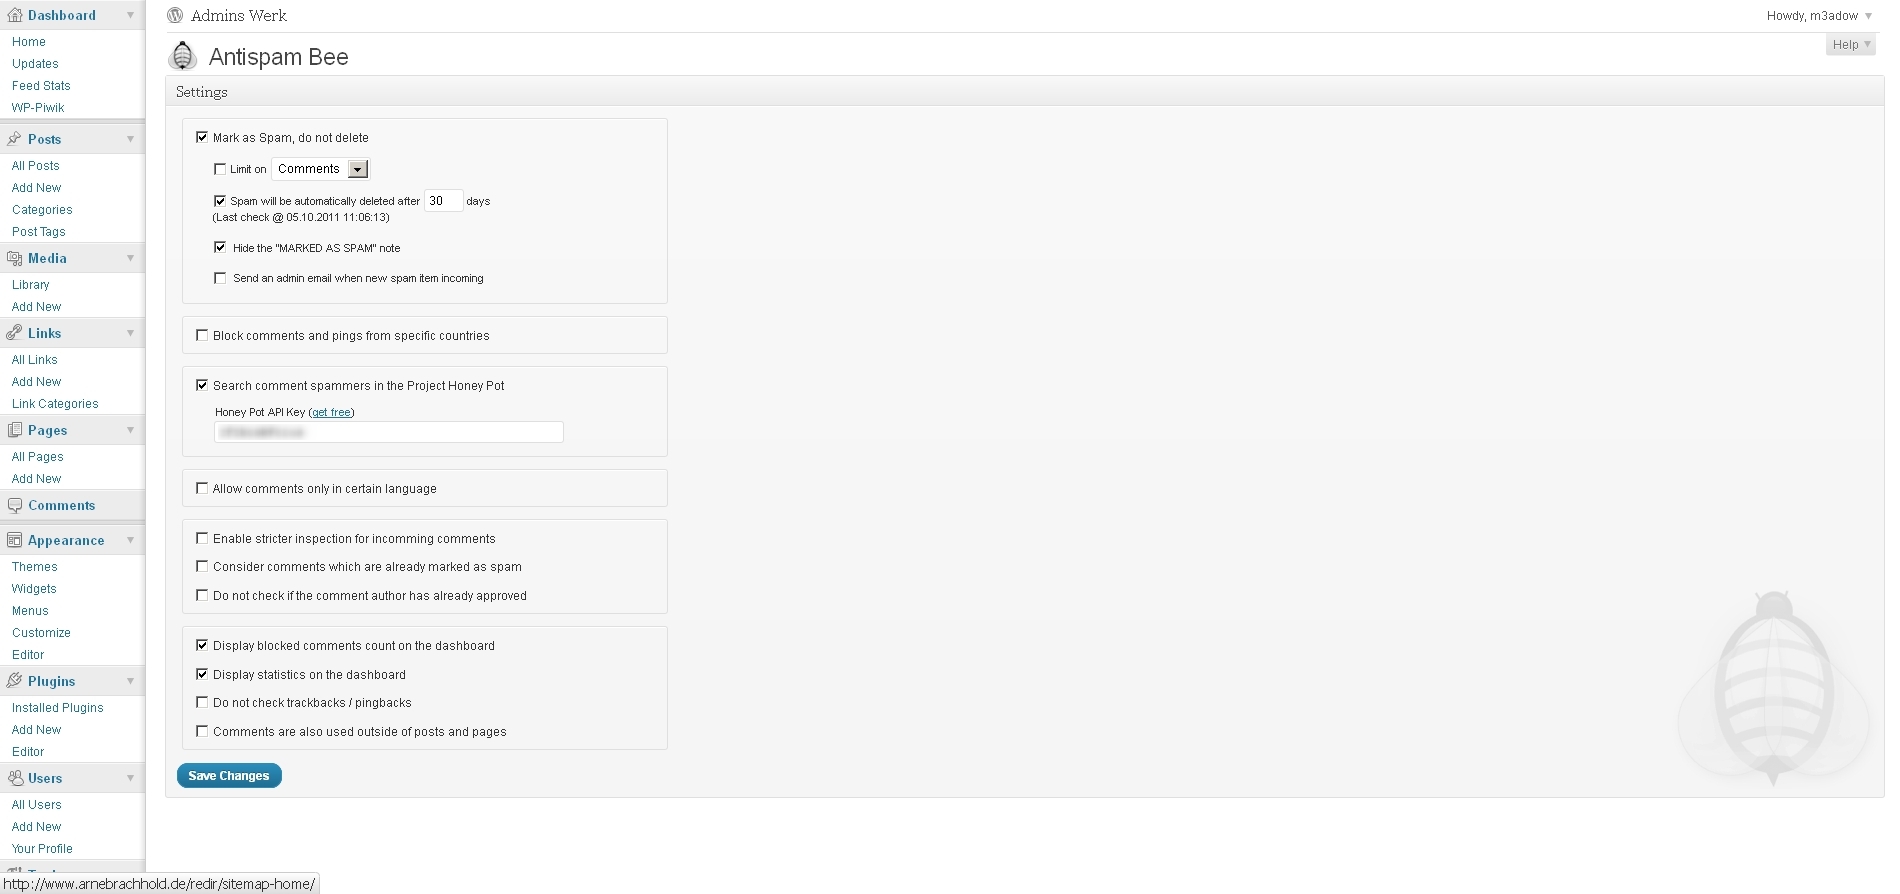 Dashboard
Home
Updates
Feed Stats
WP-Piwik
Posts
All Posts
Add New
Categories
Post Tags
Media
Library
Add New
Links
All Links
Add New
Link Categories
Pages
All Pages
Add New
Comments
Appearance
Themes
Widgets
Menus
Customize
Editor
Plugins
Installed Plugins
Add New
Editor
Users
All Users
Add New
Your Profile
http://www.arnebrachhold.de/redir/sitemap-home/
Admins Werk
Howdy, m3adow
Help
Antispam Bee
Settings
Mark as Spam, do not delete
Limit on Comments
Spam will be automatically deleted after 30 days
(Last check @ 05.10.2011 11:06:13)
Hide the "MARKED AS SPAM" note
Send an admin email when new spam item incoming
Block comments and pings from specific countries
Search comment spammers in the Project Honey Pot
Honey Pot API Key (get free)
Allow comments only in certain language
Enable stricter inspection for incomming comments
Consider comments which are already marked as spam
Do not check if the comment author has already approved
Display blocked comments count on the dashboard
Display statistics on the dashboard
Do not check trackbacks / pingbacks
Comments are also used outside of posts and pages
Save Changes